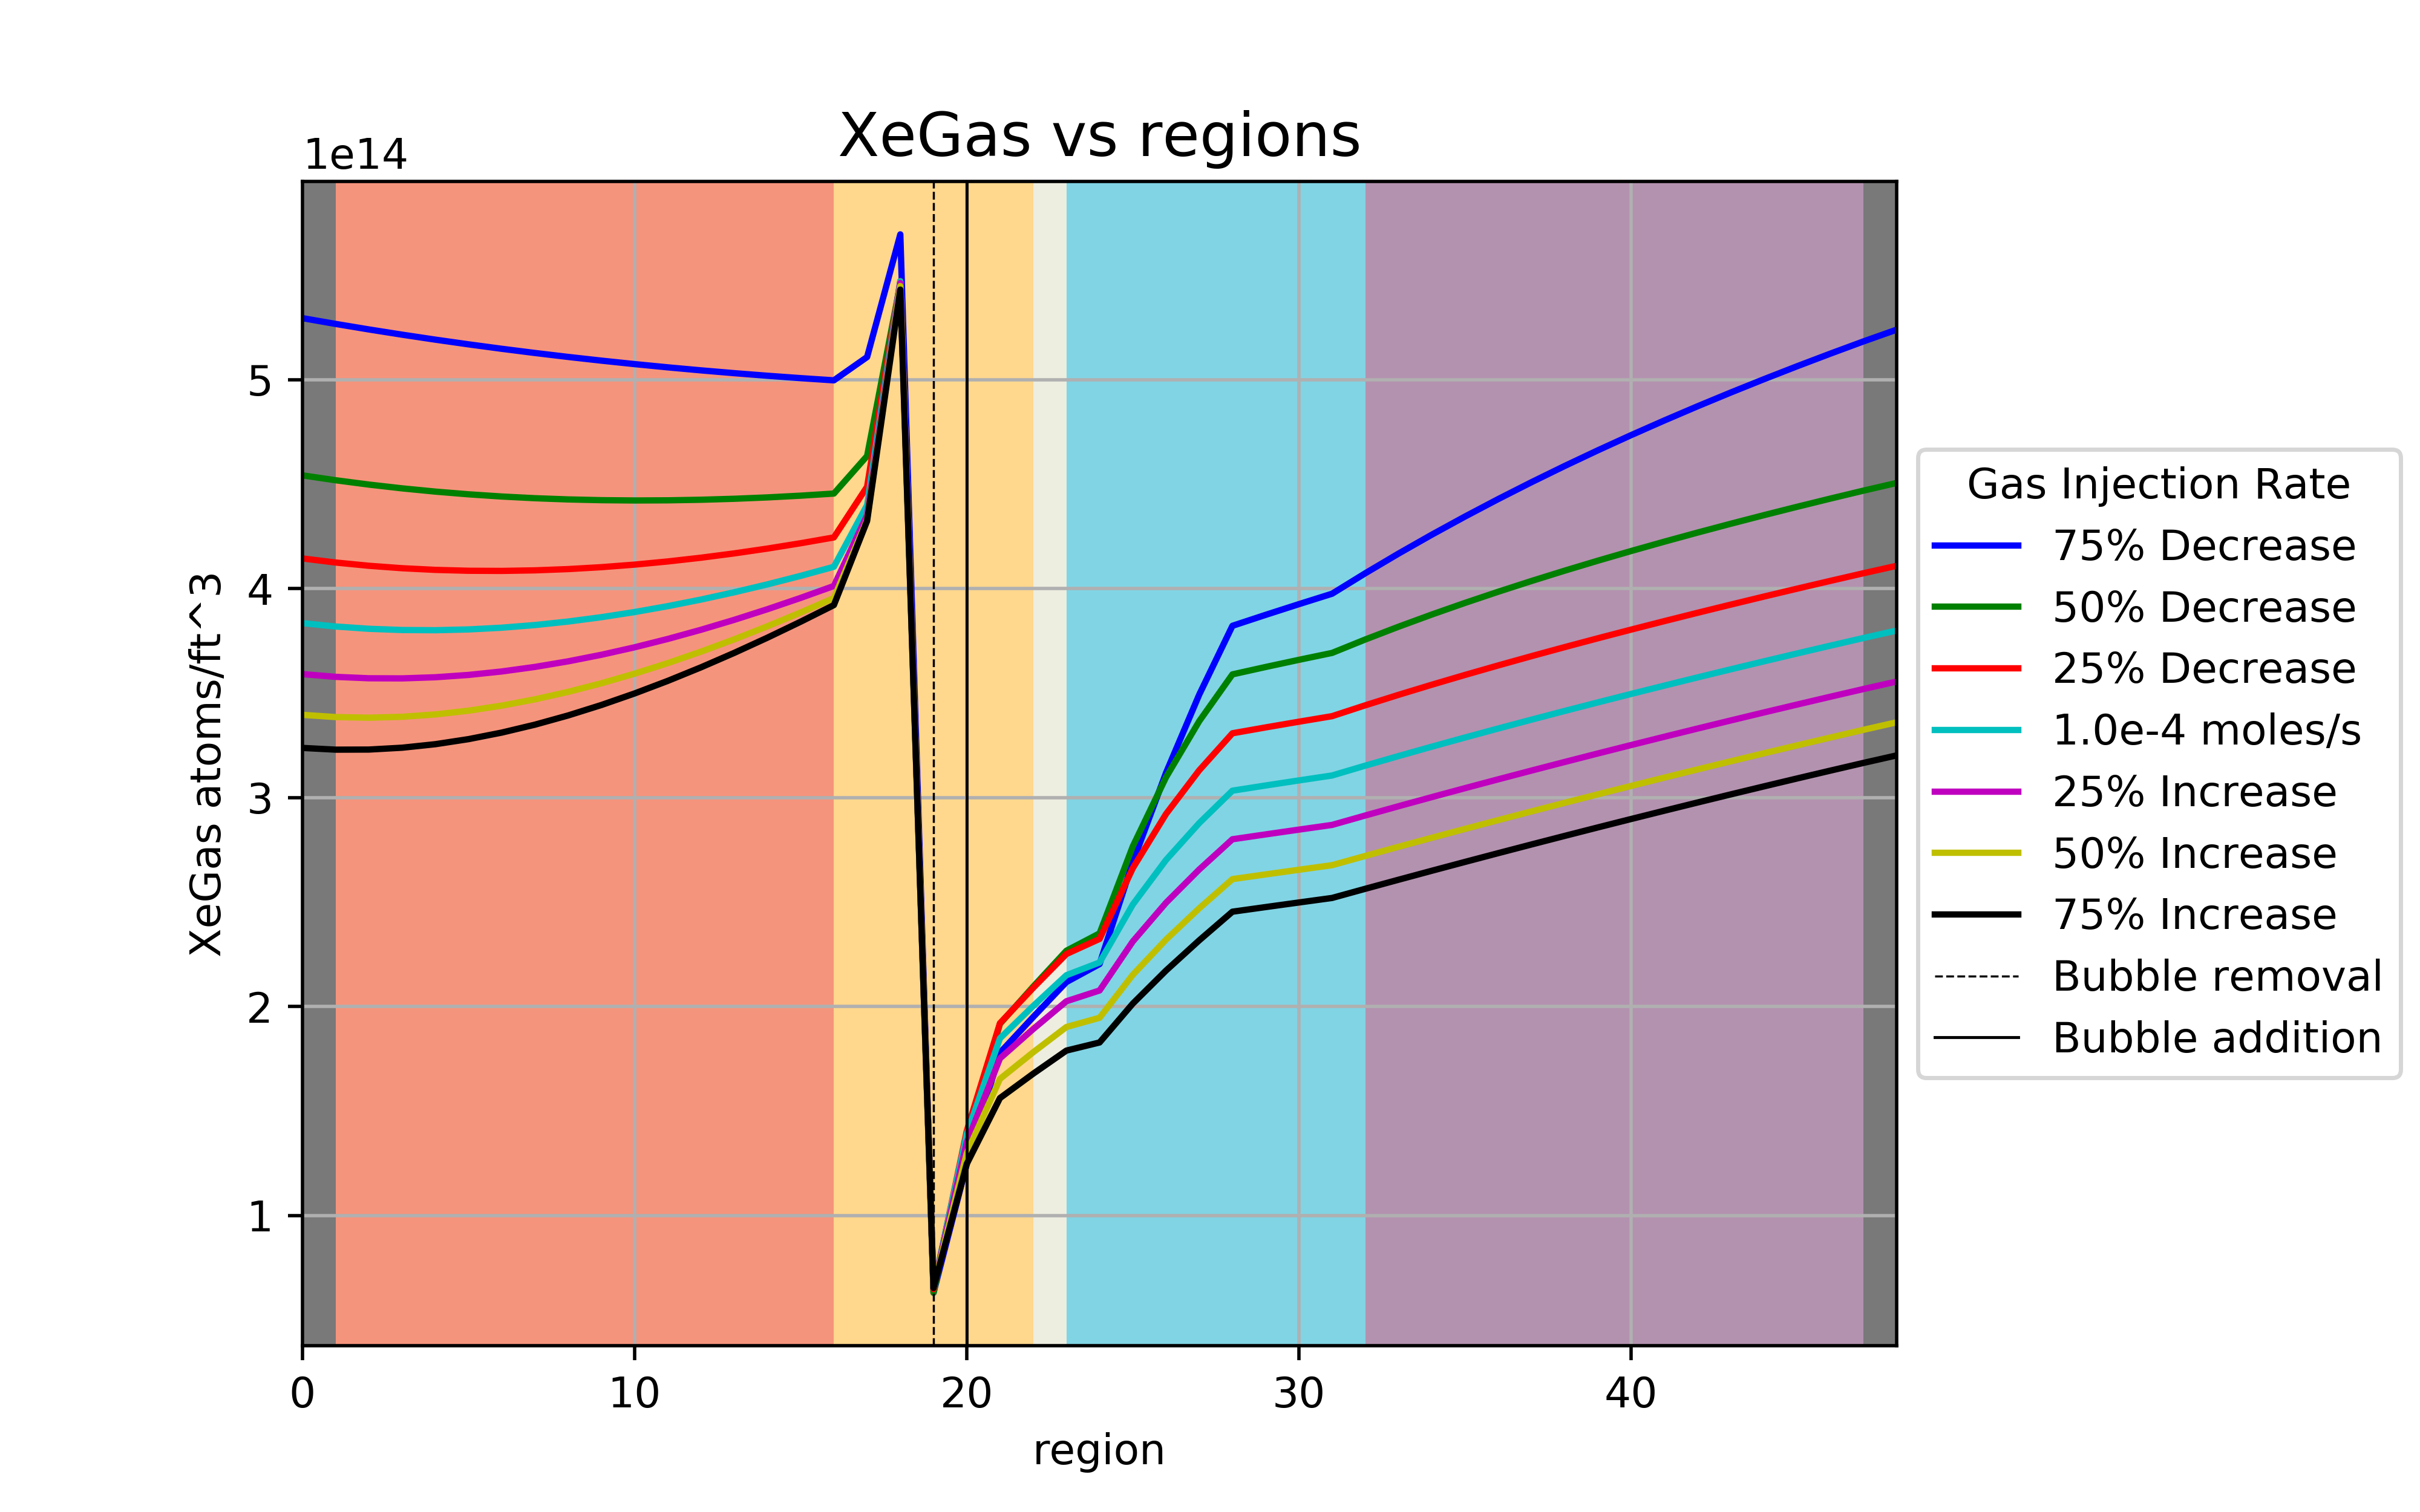 XeGas vs regions
1e14
5
4
3
2
1
XeGas atoms/ft^3
0 10 20 30 40
region
Gas Injection Rate
75% Decrease
50% Decrease
25% Decrease
1.0e-4 moles/s
25% Increase
50% Increase
75% Increase
Bubble removal
Bubble addition